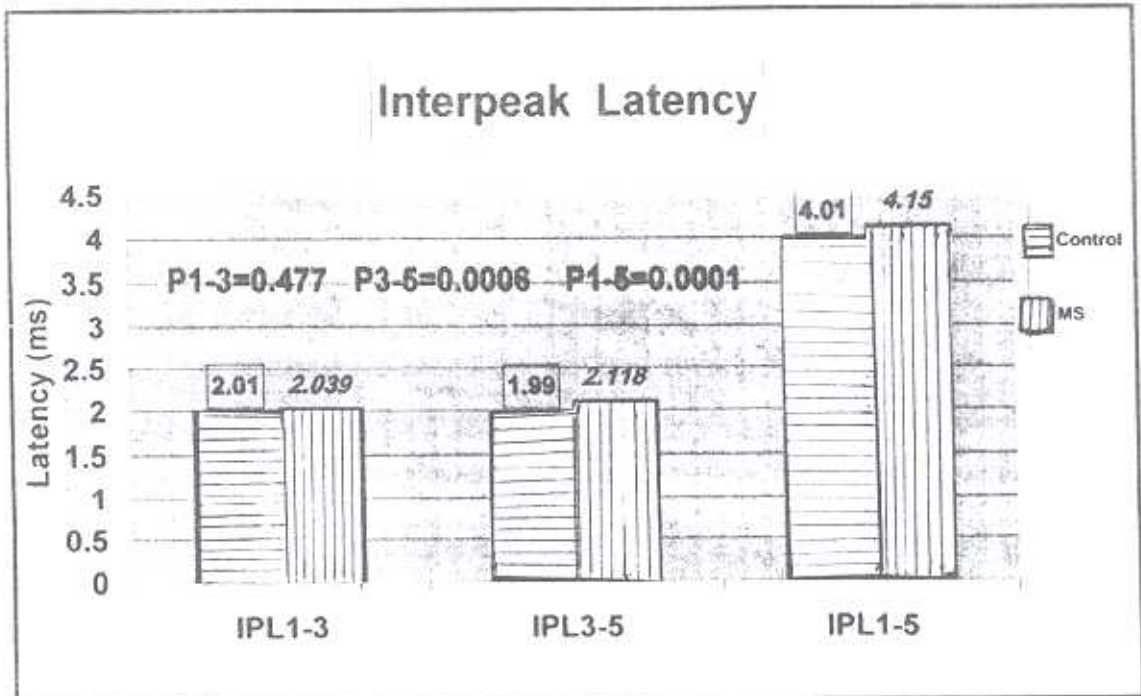 Interpeak Latency
4.5
4
3.5
3
2.5
2
1.5
1
0.5
0
Latency (ms)
P1-3=0.477 P3-5=0.0006 P1-5=0.0001
2.01 2.039
1.99 2.118
4.01 4.15
IPL1-3 IPL3-5 IPL1-5
Control
MS